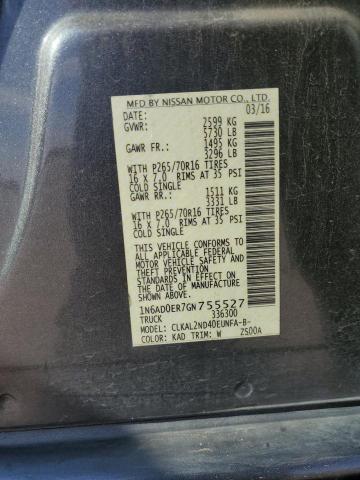 MFD BY NISSAN MOTOR CO., LTD.
DATE: 03/16
GVWR: 2599 KG
5730 LB
GAWR FR.: 1495 KG
3296 LB
WITH P265/70R16 TIRES
16 X 7.0 RIMS AT 35 PSI
COLD SINGLE
GAWR RR.: 1511 KG
3331 LB
WITH P265/70R16 TIRES
16 X 7.0 RIMS AT 35 PSI
COLD SINGLE
THIS VEHICLE CONFORMS TO
ALL APPLICABLE FEDERAL
MOTOR VEHICLE SAFETY
STANDARDS IN EFFECT ON
THE DATE OF MANUFACTURE
SHOWN ABOVE.
1N6AD0ER7GN755527
TRUCK 336300
MODEL: CLKAL2ND40EUNFA-B-
COLOR: KAD TRIM: W ZS00A